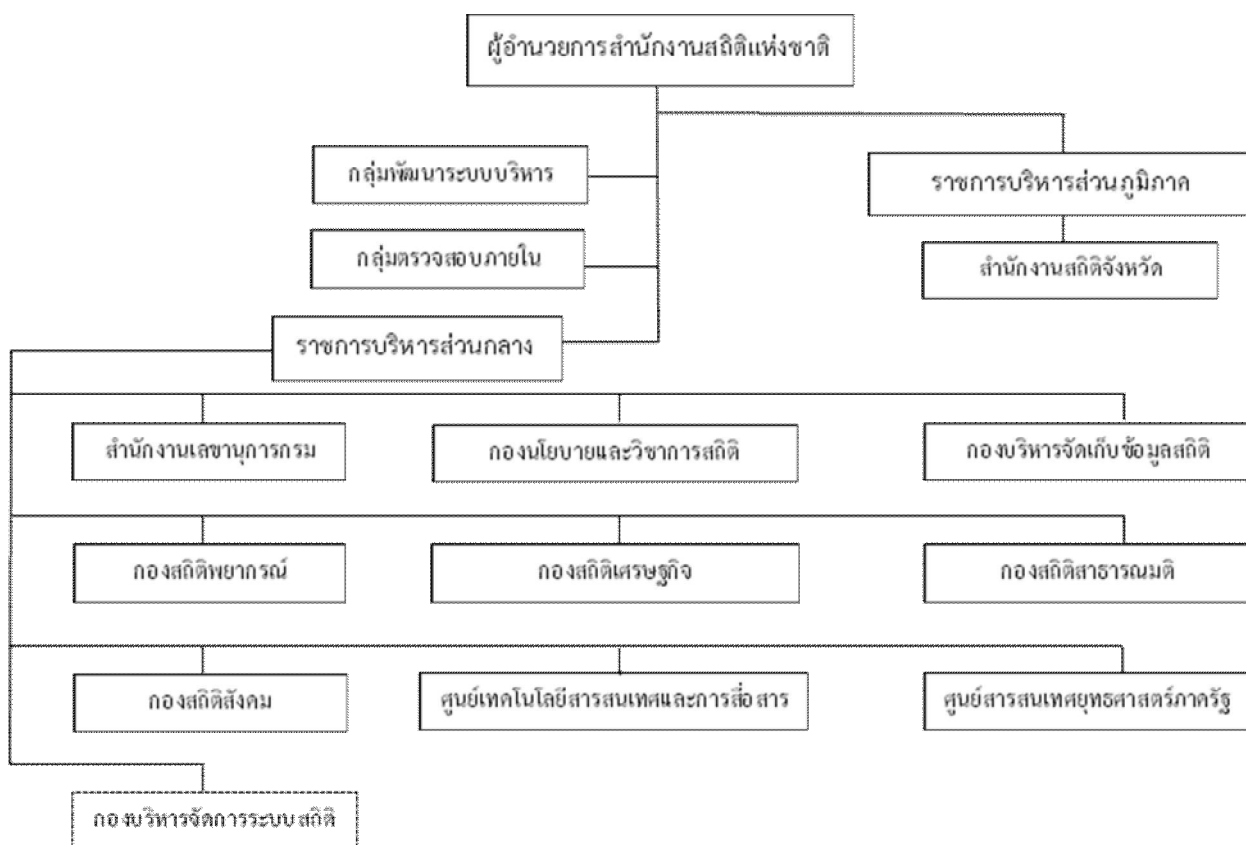 ผู้อำนวยการสำนักงานสถิติแห่งชาติ
กลุ่มพัฒนาระบบบริหาร
ราชการบริหารส่วนภูมิภาค
กลุ่มตรวจสอบภายใน
สำนักงานสถิติจังหวัด
ราชการบริหารส่วนกลาง
สำนักงานเลขานุการกรม
กองนโยบายและวิชาการสถิติ
กองบริหารจัดเก็บข้อมูลสถิติ
กองสถิติพยากรณ์
กองสถิติเศรษฐกิจ
กองสถิติสาธารณมติ
กองสถิติสังคม
ศูนย์เทคโนโลยีสารสนเทศและการสื่อสาร
ศูนย์สารสนเทศยุทธศาสตร์ภาครัฐ
กองบริหารจัดการระบบสถิติ